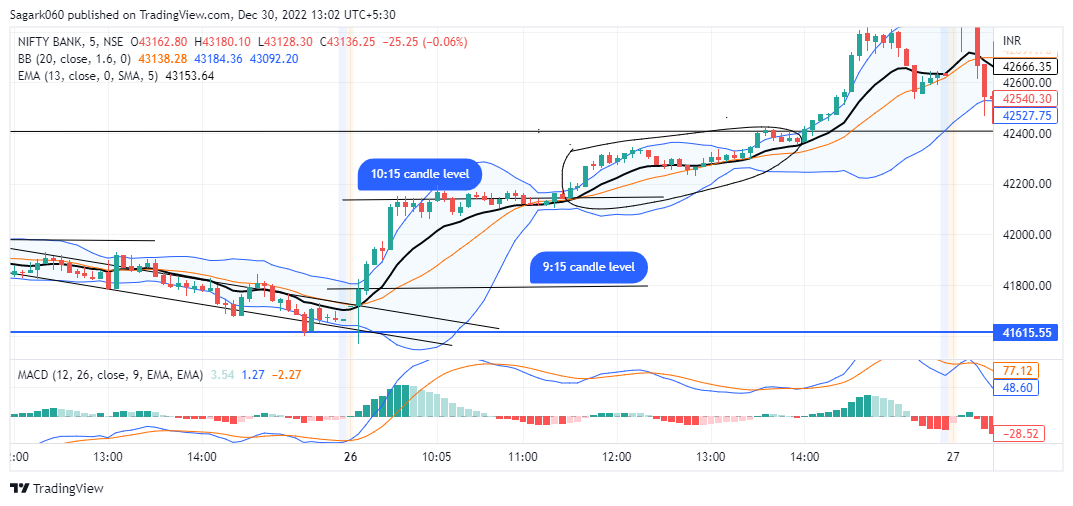 Sagark060 published on TradingView.com, Dec 30, 2022 13:02 UTC+5:30
NIFTY BANK, 5, NSE O43162.80 H43180.10 L43128.30 C43136.25 −25.25 (−0.06%)
BB (20, close, 1.6, 0) 43138.28 43184.36 43092.20
EMA (13, close, 0, SMA, 5) 43153.64
INR
42666.35
42600.00
42540.30
42527.75
42400.00
10:15 candle level
42200.00
42000.00
9:15 candle level
41800.00
41615.55
MACD (12, 26, close, 9, EMA, EMA) 3.54 1.27 −2.27
77.12
48.60
−28.52
:00 13:00 14:00 26 10:05 11:00 12:00 13:00 14:00 27
TradingView